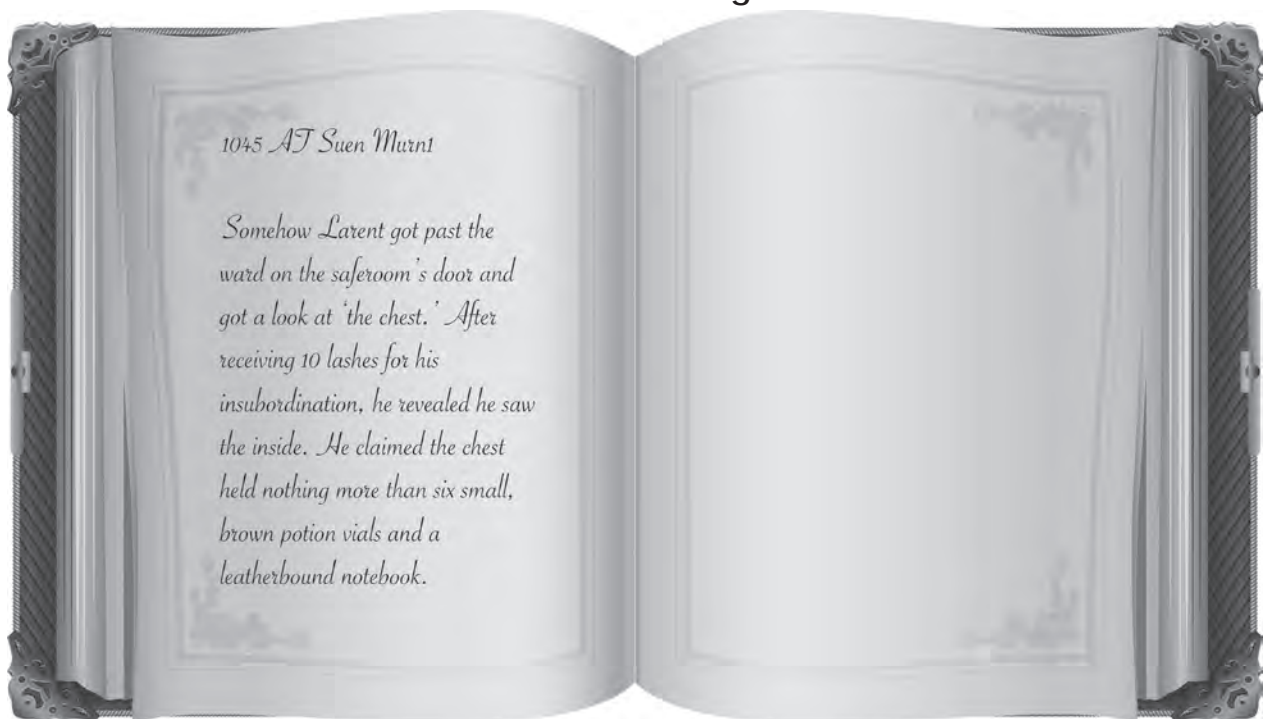 1045 AT Suen Murn1
Somehow Larent got past the
ward on the saferoom's door and
got a look at 'the chest.' After
receiving 10 lashes for his
insubordination, he revealed he saw
the inside. He claimed the chest
held nothing more than six small,
brown potion vials and a
leatherbound notebook.